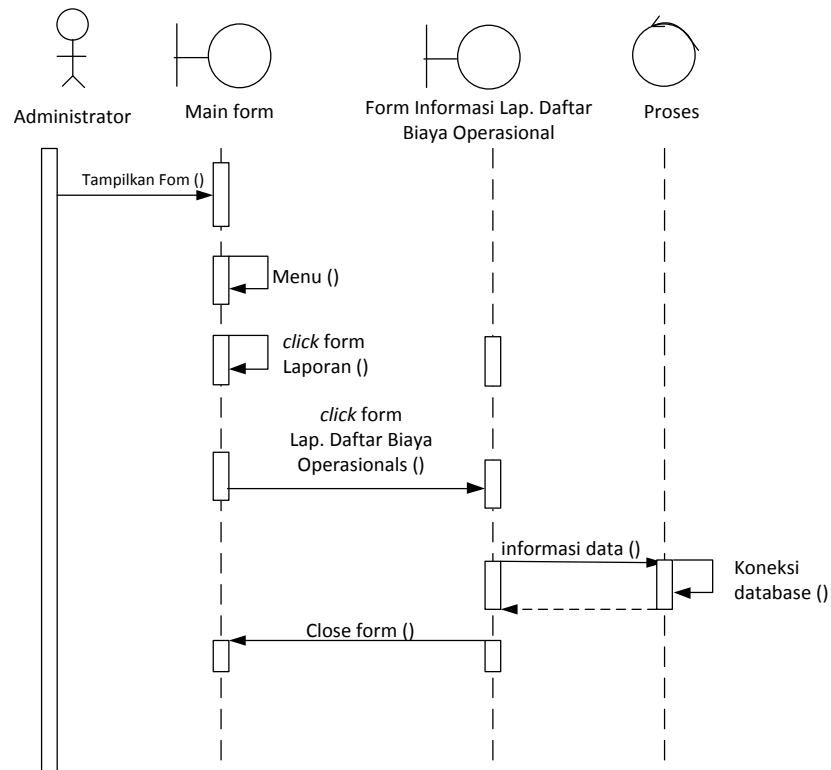 Administrator
Main form
Form Informasi Lap. Daftar
Biaya Operasional
Proses
Tampilkan Fom ()
Menu ()
click form
Laporan ()
click form
Lap. Daftar Biaya
Operasionals ()
informasi data ()
Koneksi
database ()
Close form ()